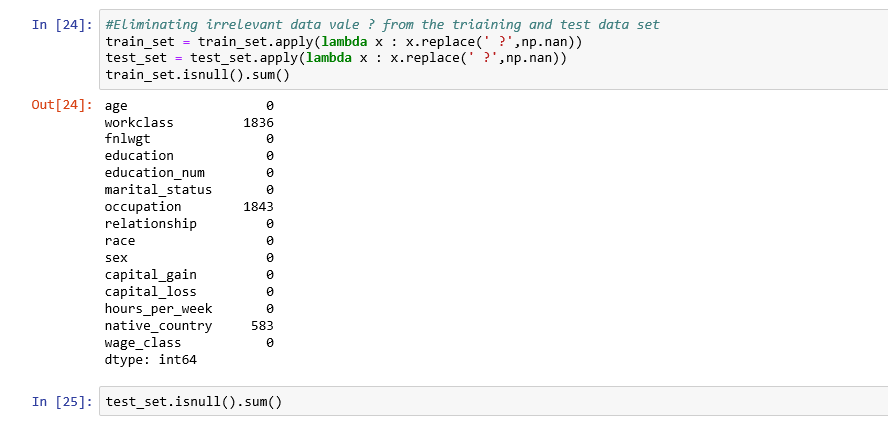 In [24]: #Eliminating irrelevant data vale ? from the triaining and test data set
train_set = train_set.apply(lambda x : x.replace(' ?',np.nan))
test_set = test_set.apply(lambda x : x.replace(' ?',np.nan))
train_set.isnull().sum()
Out[24]: age 0
workclass 1836
fnlwgt 0
education 0
education_num 0
marital_status 0
occupation 1843
relationship 0
race 0
sex 0
capital_gain 0
capital_loss 0
hours_per_week 0
native_country 583
wage_class 0
dtype: int64
In [25]: test_set.isnull().sum()